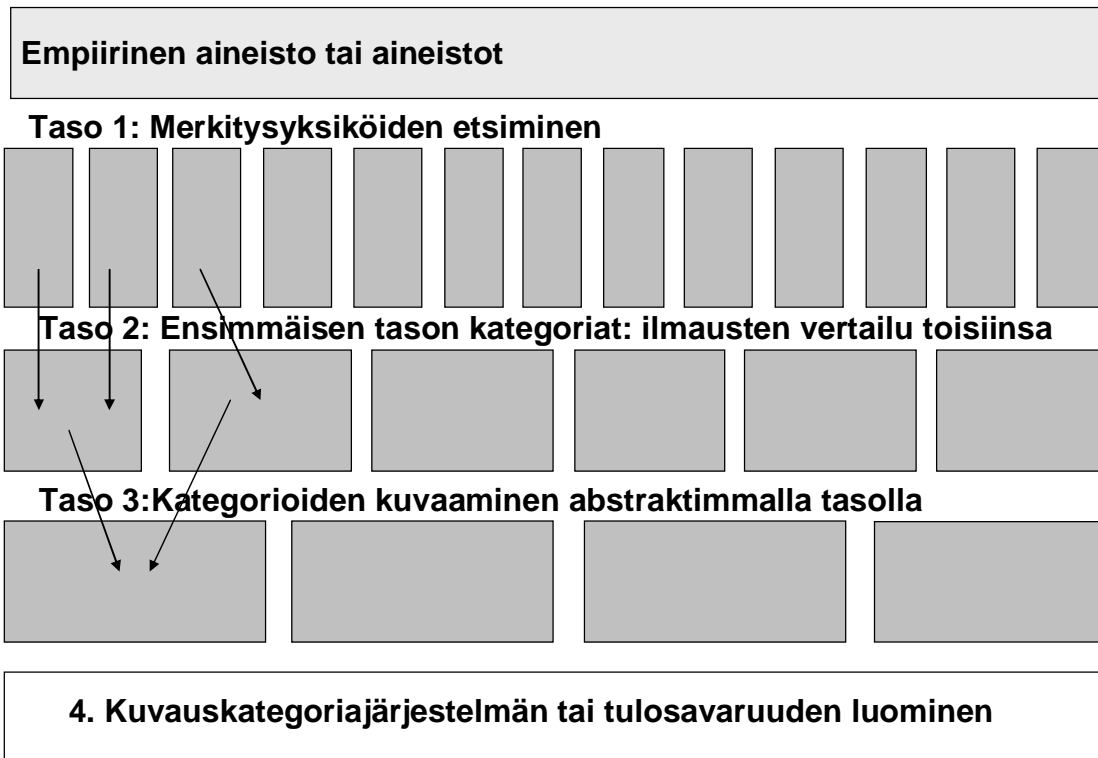 Empiirinen aineisto tai aineistot
Taso 1: Merkitysyksiköiden etsiminen
Taso 2: Ensimmäisen tason kategoriat: ilmausten vertailu toisiinsa
Taso 3:Kategorioiden kuvaaminen abstraktimmalla tasolla
4. Kuvauskategoriajärjestelmän tai tulosavaruuden luominen